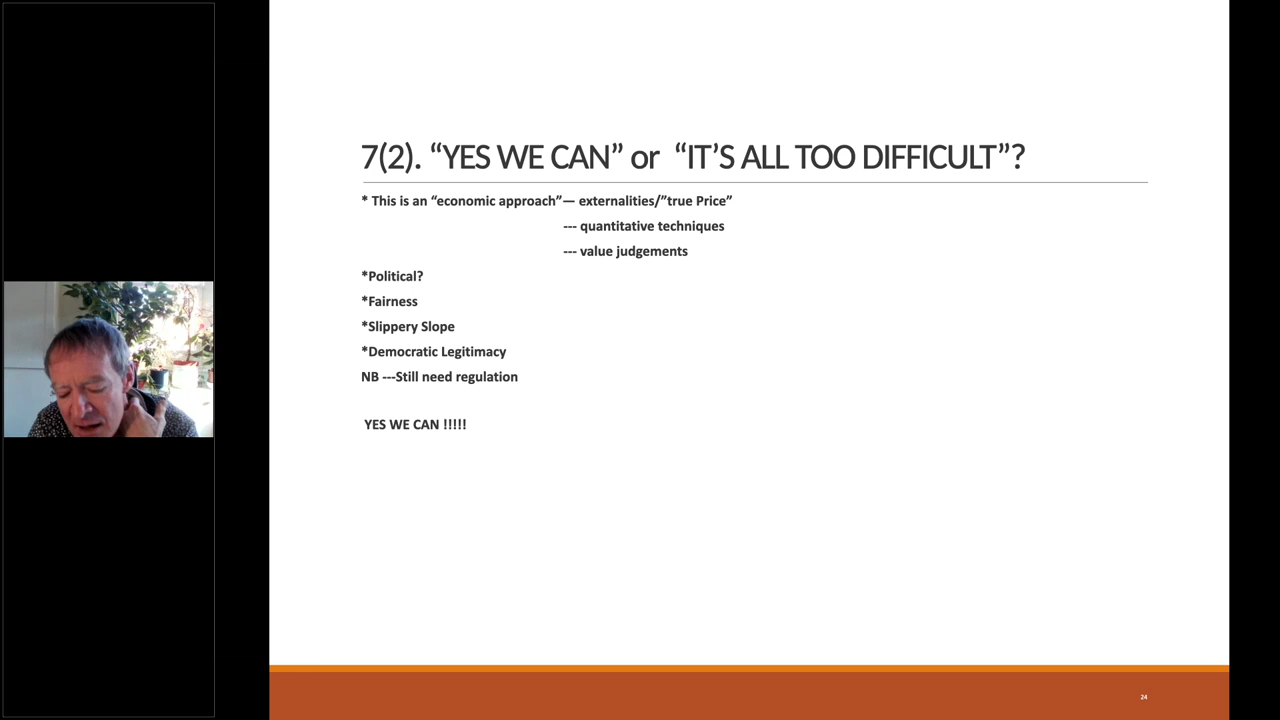 7(2). “YES WE CAN” or “IT’S ALL TOO DIFFICULT”?
* This is an “economic approach”— externalities/”true Price”
--- quantitative techniques
--- value judgements
*Political?
*Fairness
*Slippery Slope
*Democratic Legitimacy
NB ---Still need regulation
YES WE CAN !!!!!
24